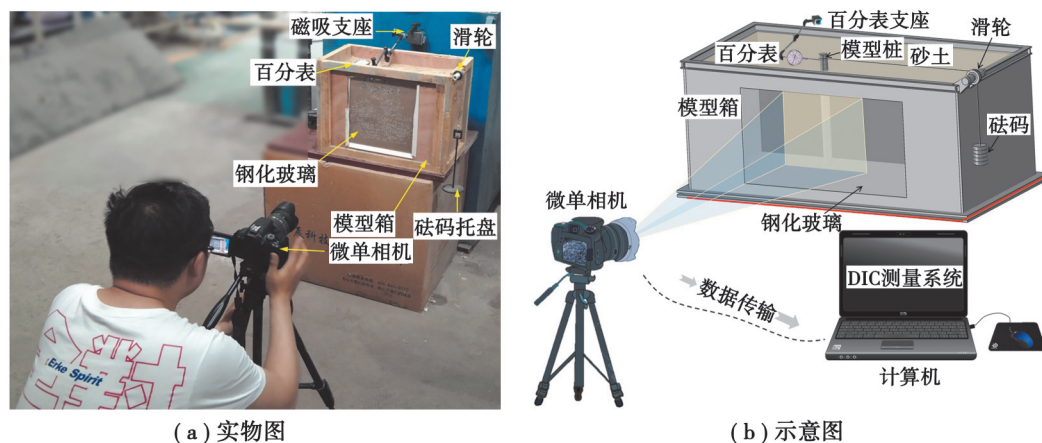 磁吸支座
滑轮
百分表
钢化玻璃
模型箱
砝码托盘
微单相机
Erke Spirit
(a)实物图
百分表支座
滑轮
百分表
模型桩
砂土
模型箱
砝码
钢化玻璃
微单相机
DIC测量系统
数据传输
计算机
(b)示意图